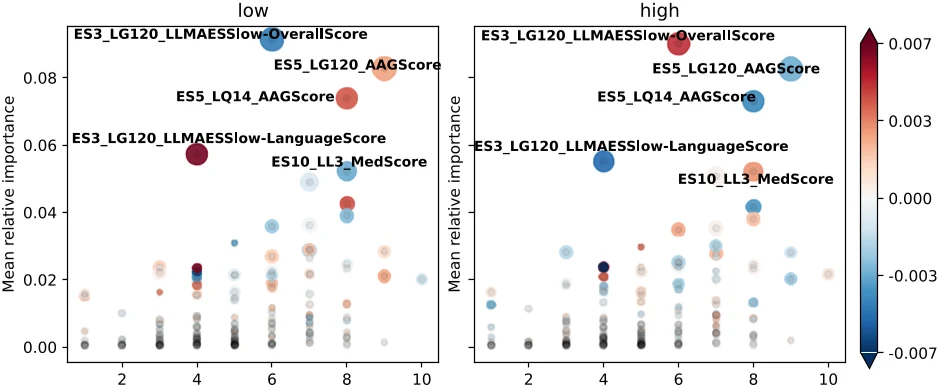 low
high
ES3_LG120_LLMAESSlow-OverallScore
ES5_LG120_AAGScore
ES5_LQ14_AAGScore
ES3_LG120_LLMAESSlow-LanguageScore
ES10_LL3_MedScore
Mean relative importance
0.08
0.06
0.04
0.02
0.00
2
4
6
8
10
ES3_LG120_LLMAESSlow-OverallScore
ES5_LG120_AAGScore
ES5_LQ14_AAGScore
ES3_LG120_LLMAESSlow-LanguageScore
ES10_LL3_MedScore
Mean relative importance
2
4
6
8
10
0.007
0.003
0.000
-0.003
-0.007